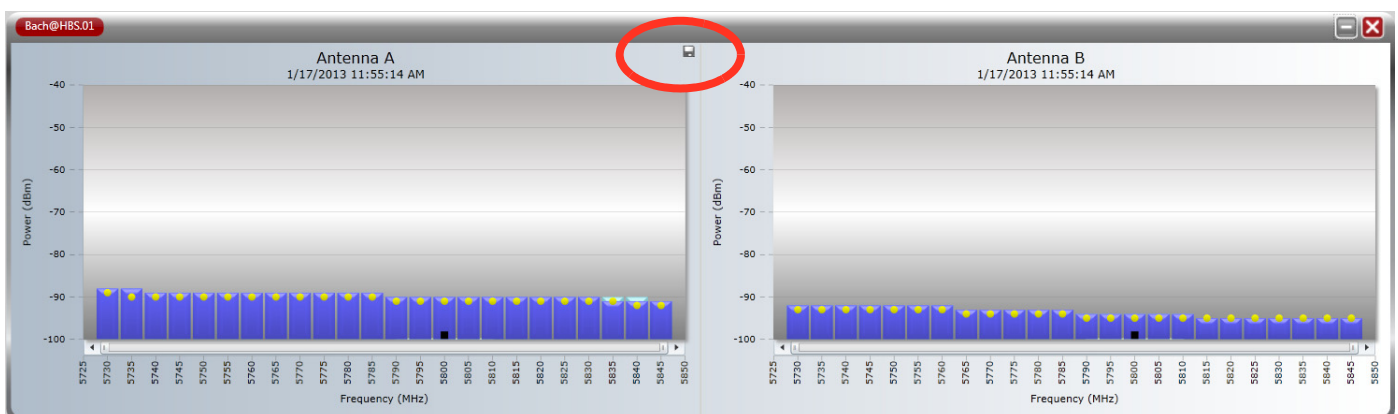 Bach@HBS.01
Antenna A
1/17/2013 11:55:14 AM
-40
-50
-60
-70
-80
-90
-100
Power (dBm)
5725 5730 5735 5740 5745 5750 5755 5760 5765 5770 5775 5780 5785 5790 5795 5800 5805 5810 5815 5820 5825 5830 5835 5840 5845 5850
Frequency (MHz)
Antenna B
1/17/2013 11:55:14 AM
-40
-50
-60
-70
-80
-90
-100
Power (dBm)
5725 5730 5735 5740 5745 5750 5755 5760 5765 5770 5775 5780 5785 5790 5795 5800 5805 5810 5815 5820 5825 5830 5835 5840 5845 5850
Frequency (MHz)